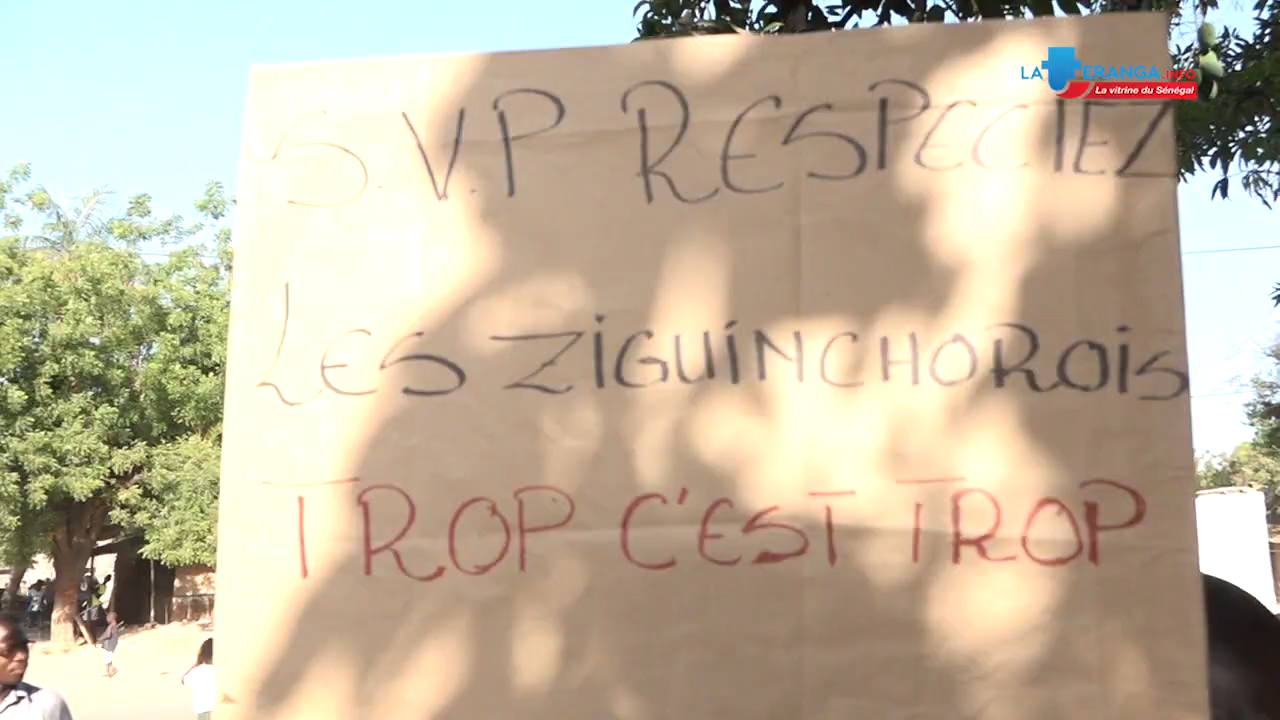 LATERANGA.INFO
La vitrine du Sénégal
S.V.P RESPECTEZ
LES ZIGUINCHOROIS
TROP C'EST TROP